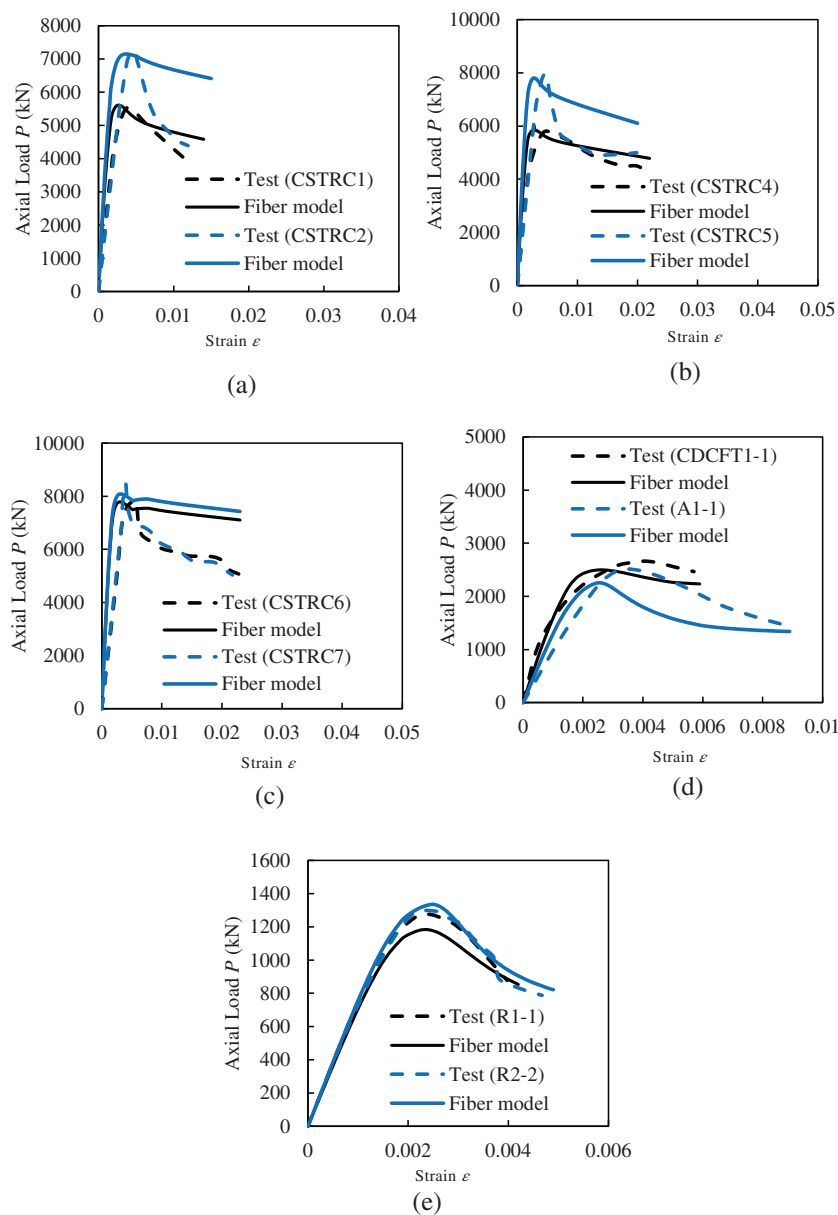 8000
7000
6000
5000
4000
3000
2000
1000
0
Axial Load P (kN)
Test (CSTRC1)
Fiber model
Test (CSTRC2)
Fiber model
0 0.01 0.02 0.03 0.04
Strain ε
(a)
10000
8000
6000
4000
2000
0
Axial Load P (kN)
Test (CSTRC4)
Fiber model
Test (CSTRC5)
Fiber model
0 0.01 0.02 0.03 0.04 0.05
Strain ε
(b)
10000
8000
6000
4000
2000
0
Axial Load P (kN)
Test (CSTRC6)
Fiber model
Test (CSTRC7)
Fiber model
0 0.01 0.02 0.03 0.04 0.05
Strain ε
(c)
5000
4000
3000
2000
1000
0
Axial Load P (kN)
Test (CDCFT1-1)
Fiber model
Test (A1-1)
Fiber model
0 0.002 0.004 0.006 0.008 0.01
Strain ε
(d)
1600
1400
1200
1000
800
600
400
200
0
Axial Load P (kN)
Test (R1-1)
Fiber model
Test (R2-2)
Fiber model
0 0.002 0.004 0.006
Strain ε
(e)